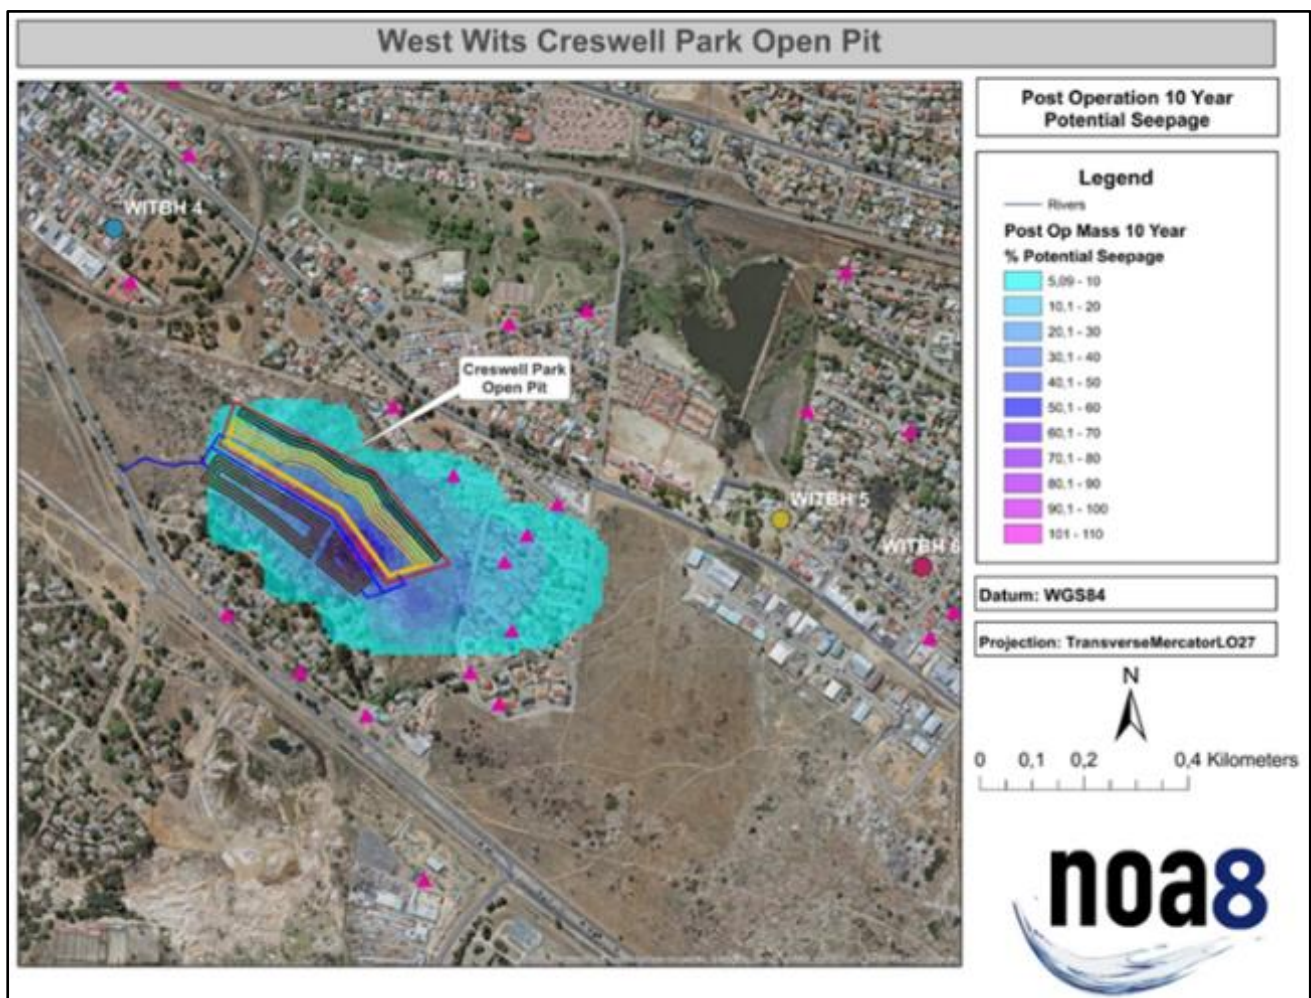 West Wits Creswell Park Open Pit
Post Operation 10 Year
Potential Seepage
Legend
Rivers
Post Op Mass 10 Year
% Potential Seepage
5,09 - 10
10,1 - 20
20,1 - 30
30,1 - 40
40,1 - 50
50,1 - 60
60,1 - 70
70,1 - 80
80,1 - 90
90,1 - 100
101 - 110
Datum: WGS84
Projection: TransverseMercatorLO27
N
0 0,1 0,2 0,4 Kilometers
noa8
WITBH 4
Creswell Park
Open Pit
WITBH 5
WITBH 6